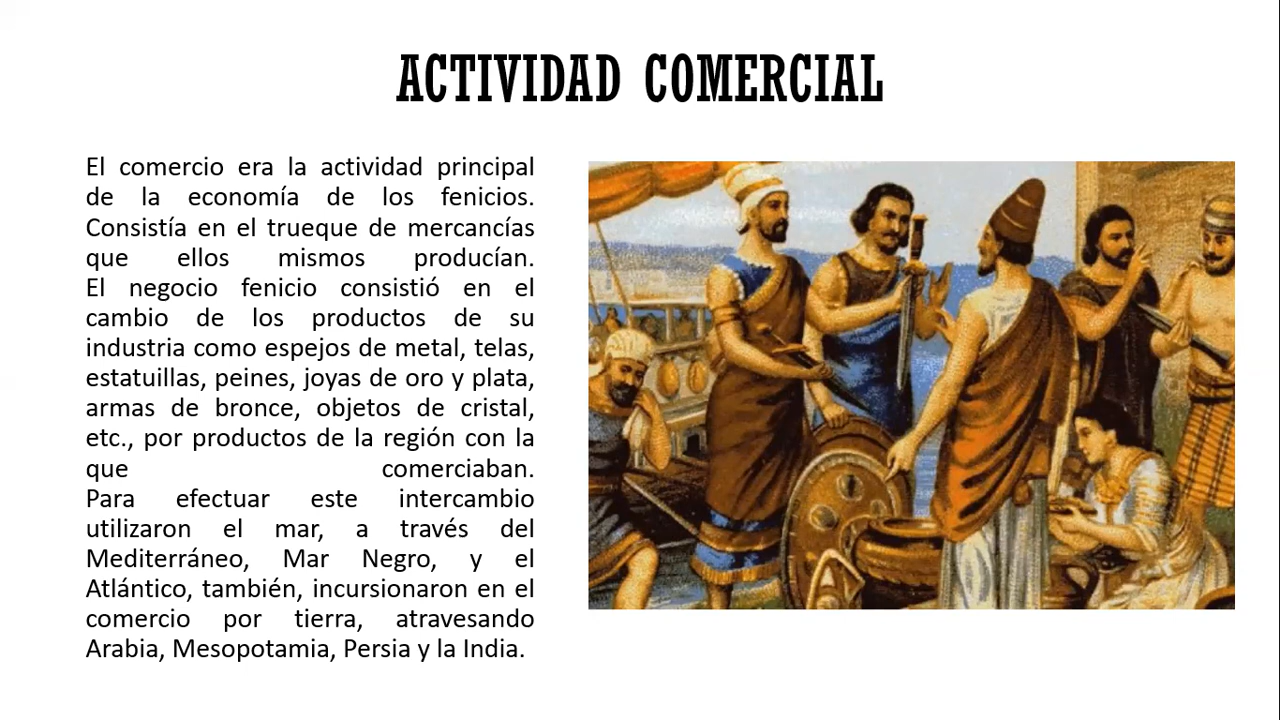 ACTIVIDAD COMERCIAL
El comercio era la actividad principal
de la economía de los fenicios.
Consistía en el trueque de mercancías
que ellos mismos producían.
El negocio fenicio consistió en el
cambio de los productos de su
industria como espejos de metal, telas,
estatuillas, peines, joyas de oro y plata,
armas de bronce, objetos de cristal,
etc., por productos de la región con la
que comerciaban.
Para efectuar este intercambio
utilizaron el mar, a través del
Mediterráneo, Mar Negro, y el
Atlántico, también, incursionaron en el
comercio por tierra, atravesando
Arabia, Mesopotamia, Persia y la India.